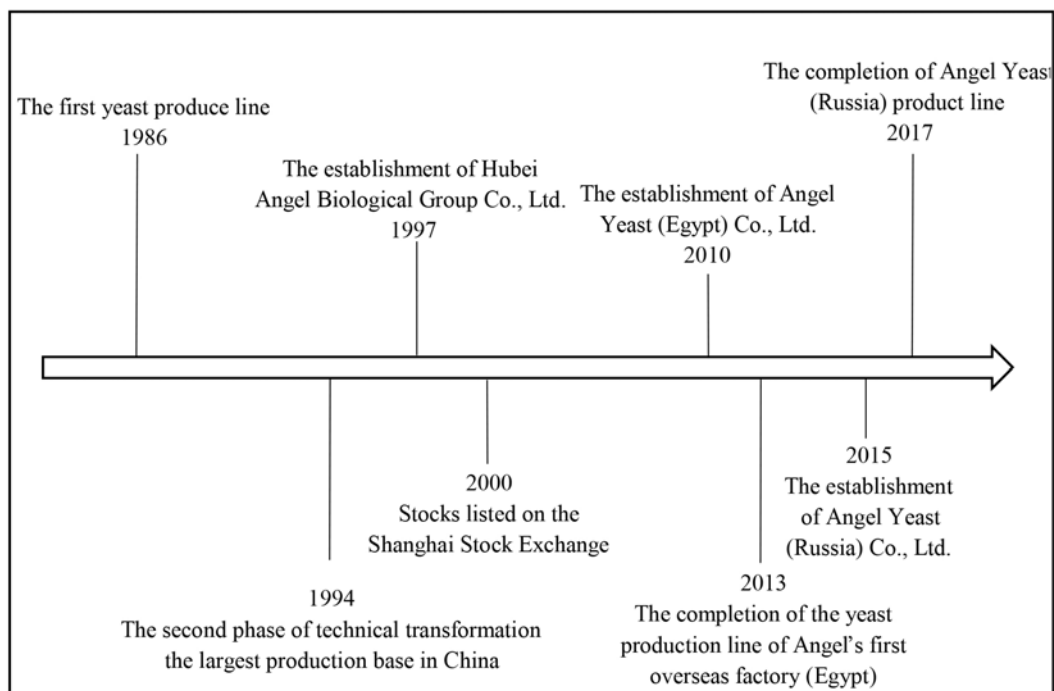 The first yeast produce line
1986
The establishment of Hubei
Angel Biological Group Co., Ltd.
1997
The establishment of Angel
Yeast (Egypt) Co., Ltd.
2010
The completion of Angel Yeast
(Russia) product line
2017
1994
The second phase of technical transformation
the largest production base in China
2000
Stocks listed on the
Shanghai Stock Exchange
2013
The completion of the yeast
production line of Angel’s first
overseas factory (Egypt)
2015
The establishment
of Angel Yeast
(Russia) Co., Ltd.